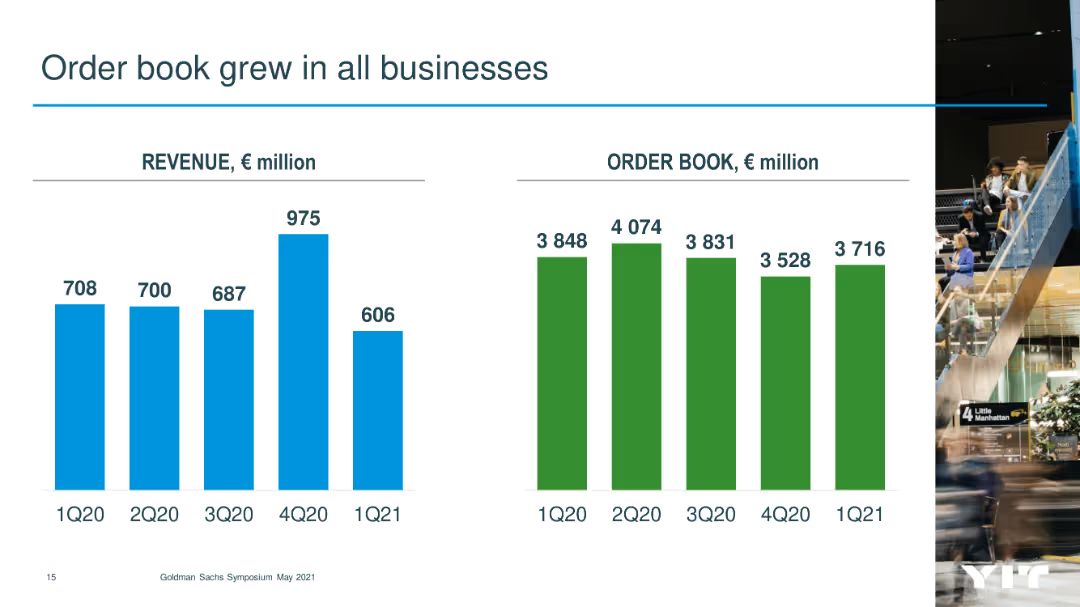 Order book grew in all businesses
REVENUE, € million
708
700
687
975
606
1Q20
2Q20
3Q20
4Q20
1Q21
ORDER BOOK, € million
3 848
4 074
3 831
3 528
3 716
1Q20
2Q20
3Q20
4Q20
1Q21
4 Little
Manhattan
15
Goldman Sachs Symposium May 2021
YIT